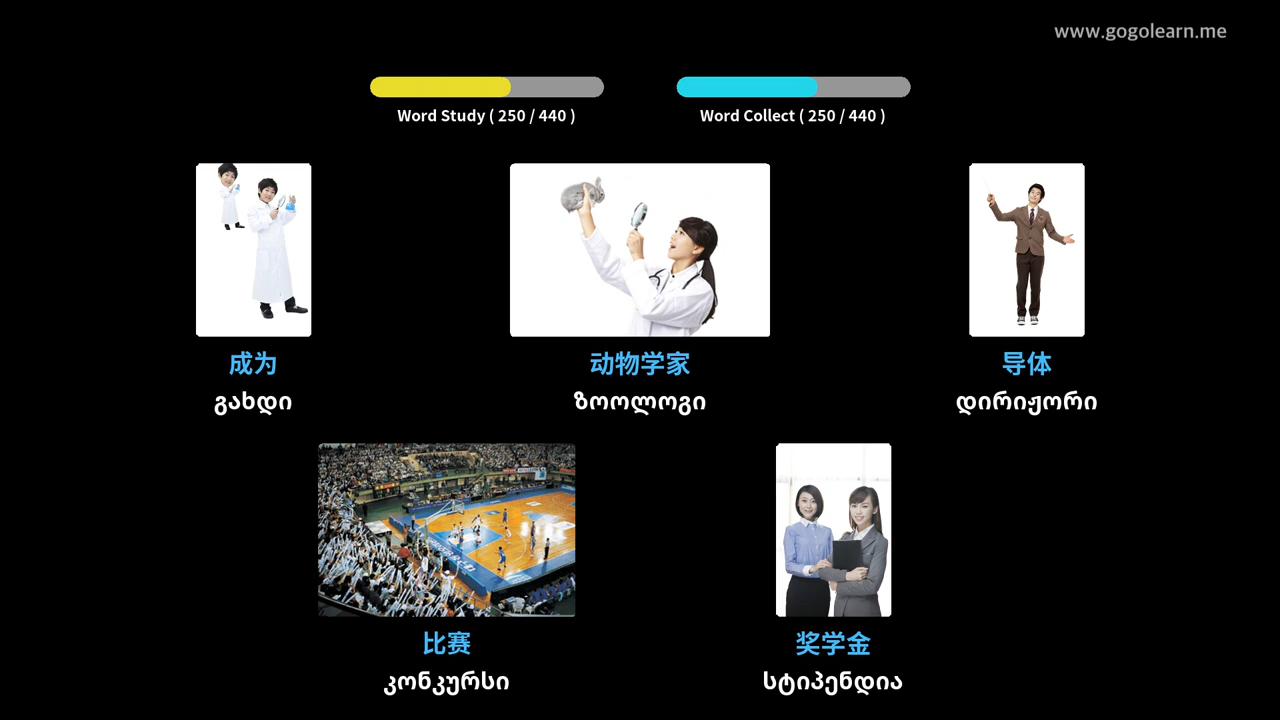 www.gogolearn.me
Word Study ( 250 / 440 )
Word Collect ( 250 / 440 )
成为
გახდი
动物学家
ზოოლოგი
导体
დირიჟორი
比赛
კონკურსი
奖学金
სტიპენდია